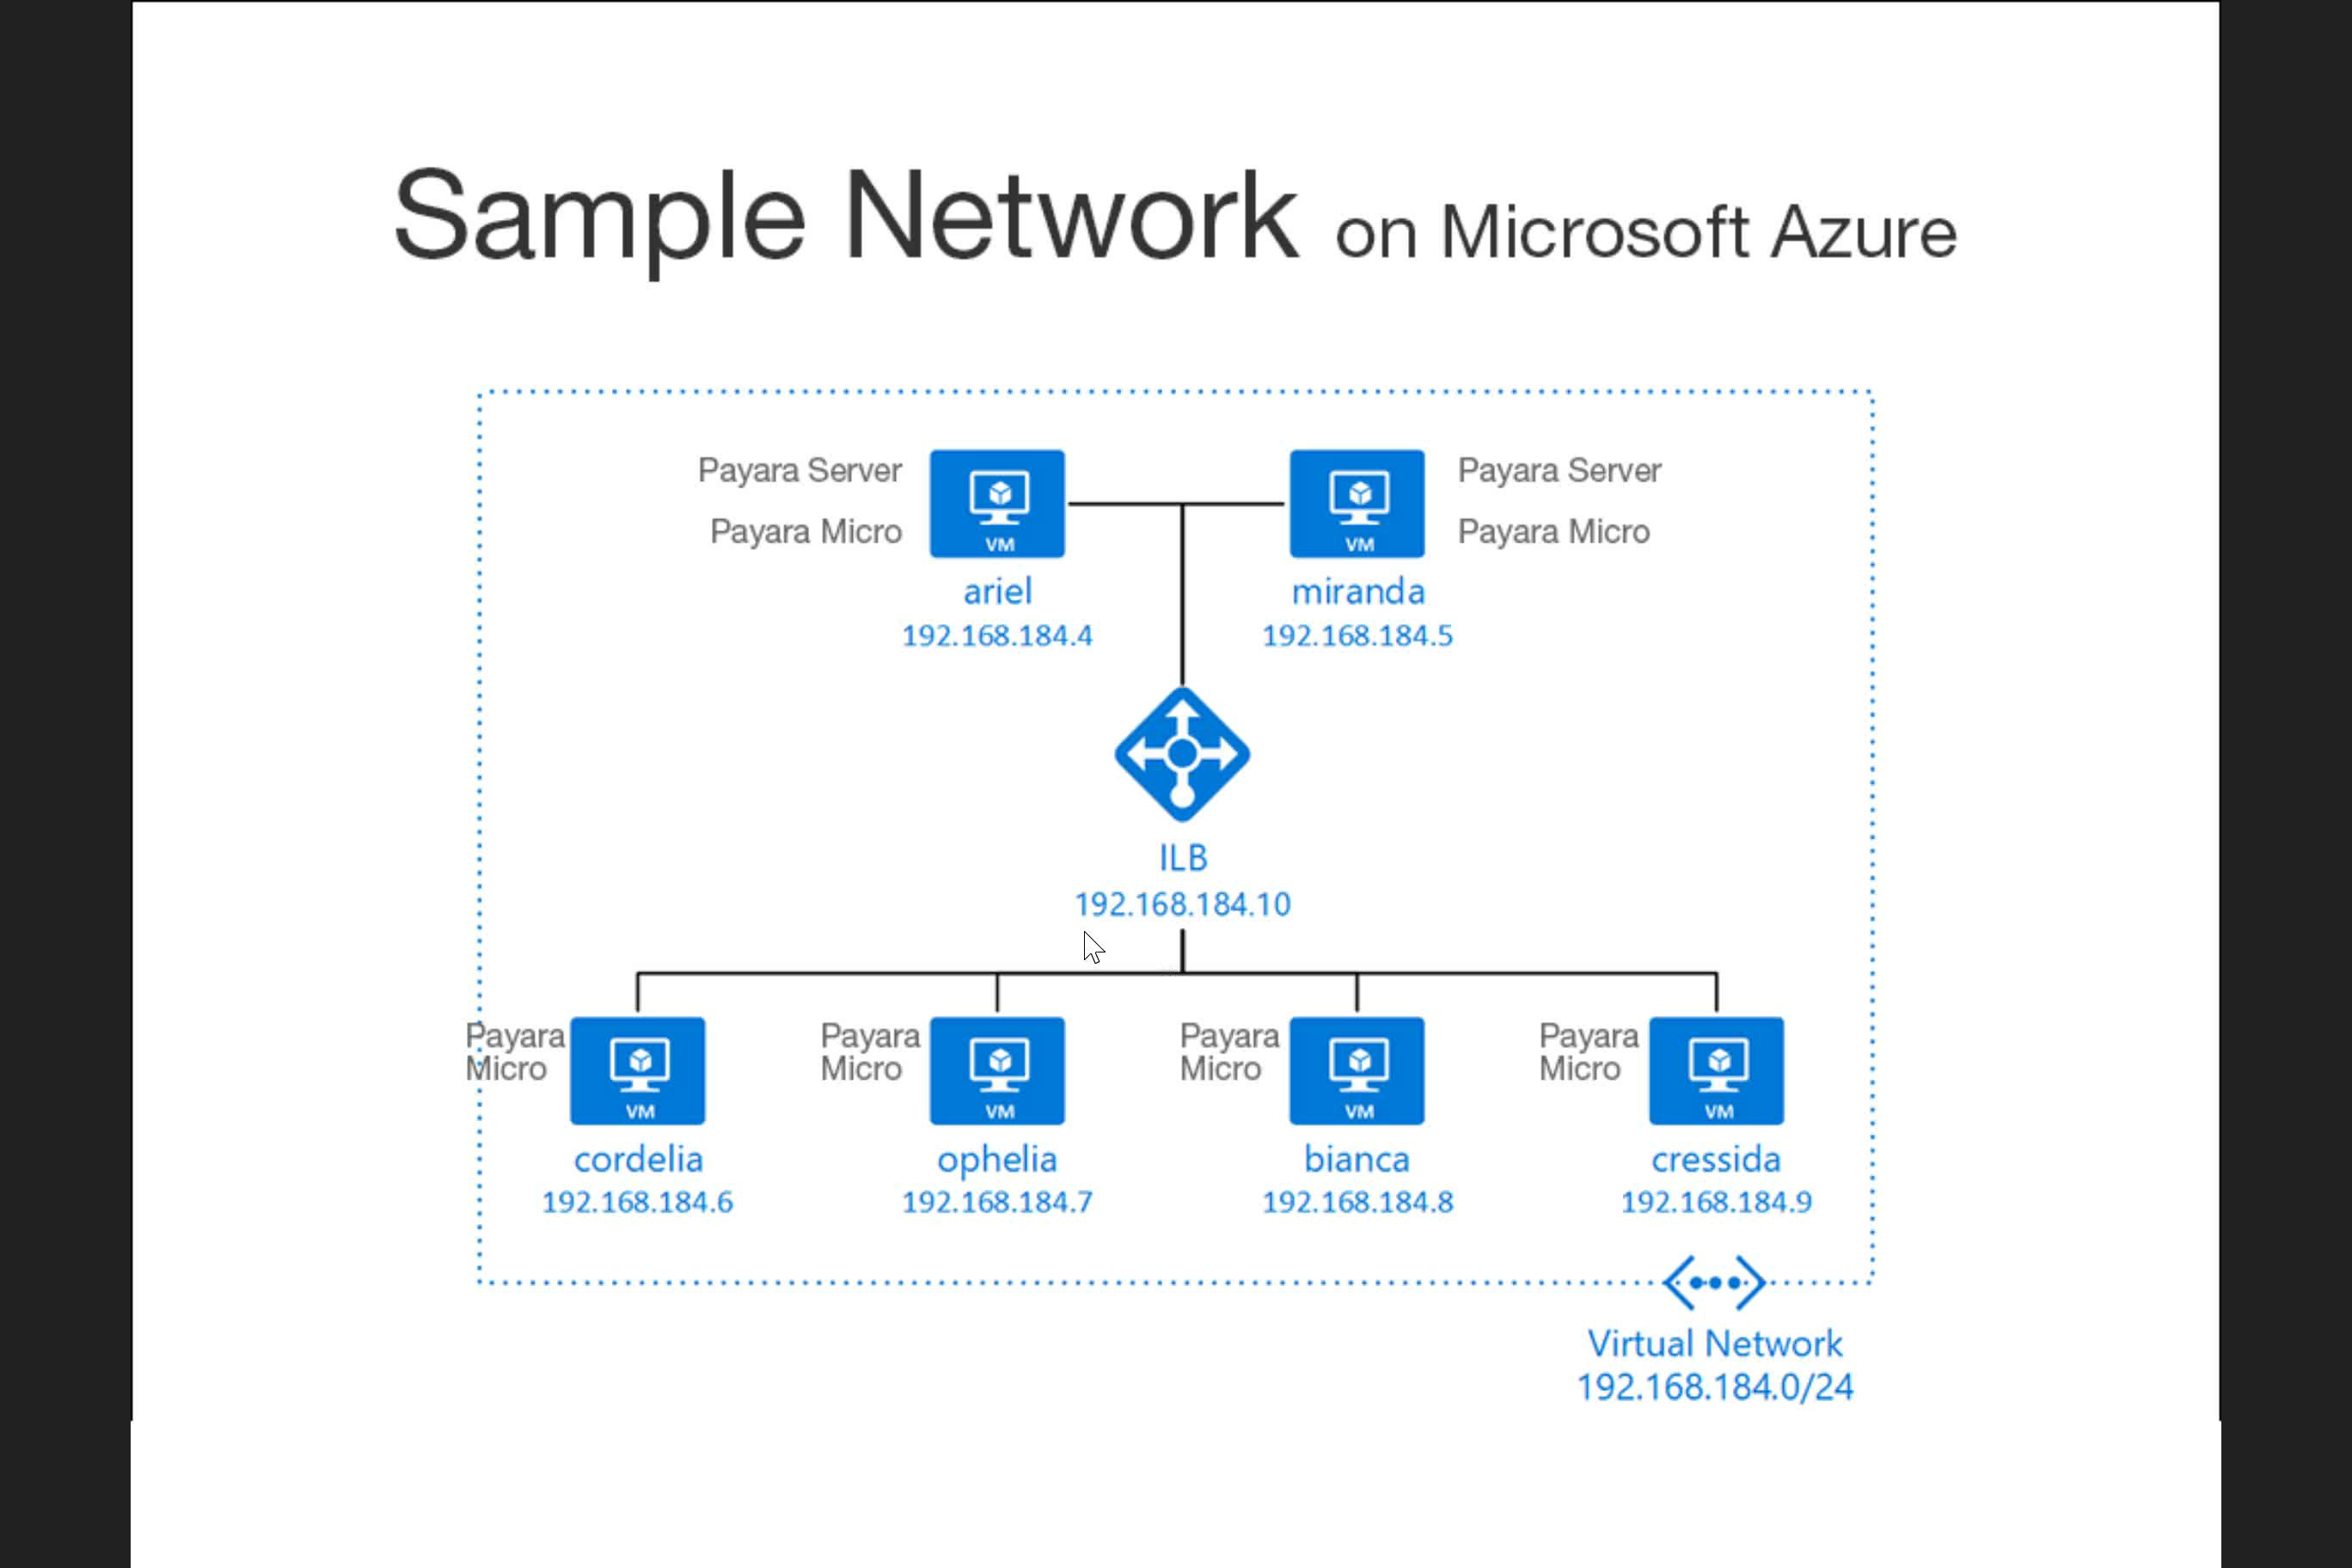 Sample Network on Microsoft Azure
Payara Server
Payara Micro
VM
ariel
192.168.184.4
VM
miranda
192.168.184.5
Payara Server
Payara Micro
ILB
192.168.184.10
Payara
Micro
VM
cordelia
192.168.184.6
Payara
Micro
VM
ophelia
192.168.184.7
Payara
Micro
VM
bianca
192.168.184.8
Payara
Micro
VM
cressida
192.168.184.9
Virtual Network
192.168.184.0/24